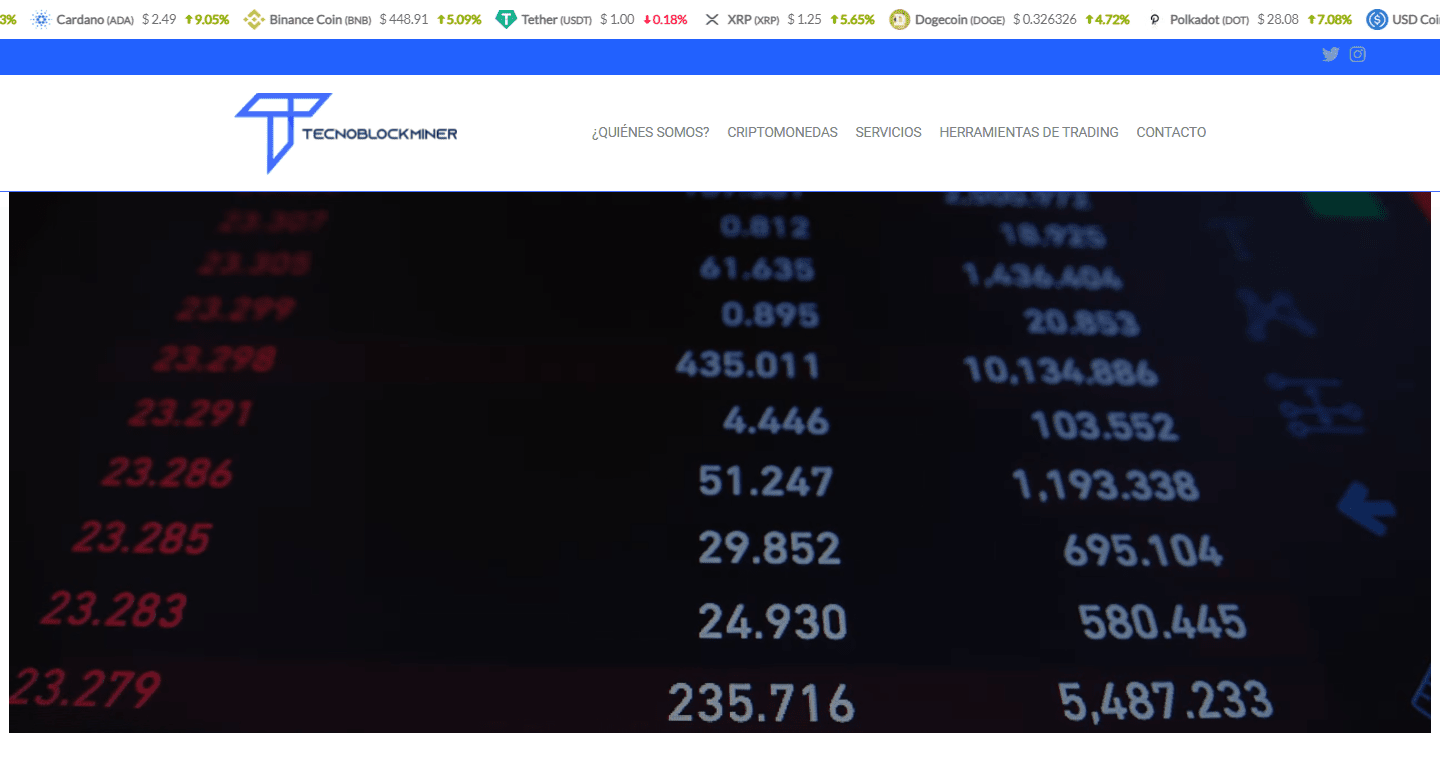 3% Cardano (ADA) $ 2.49 9.05% Binance Coin (BNB) $ 448.91 5.09% Tether (USDT) $ 1.00 0.18% XRP (XRP) $ 1.25 5.65% Dogecoin (DOGE) $ 0.326326 4.72% Polkadot (DOT) $ 28.08 7.08% USD Coi
TECNOBLOCKMINER
¿QUIÉNES SOMOS? CRIPTOMONEDAS SERVICIOS HERRAMIENTAS DE TRADING CONTACTO
23.307 0.812 18.925
23.305 61.635 1,436.404
23.299 0.895 20.853
23.298 435.011 10,134.886
23.291 4.446 103.552
23.286 51.247 1,193.338
23.285 29.852 695.104
23.283 24.930 580.445
23.279 235.716 5,487.233